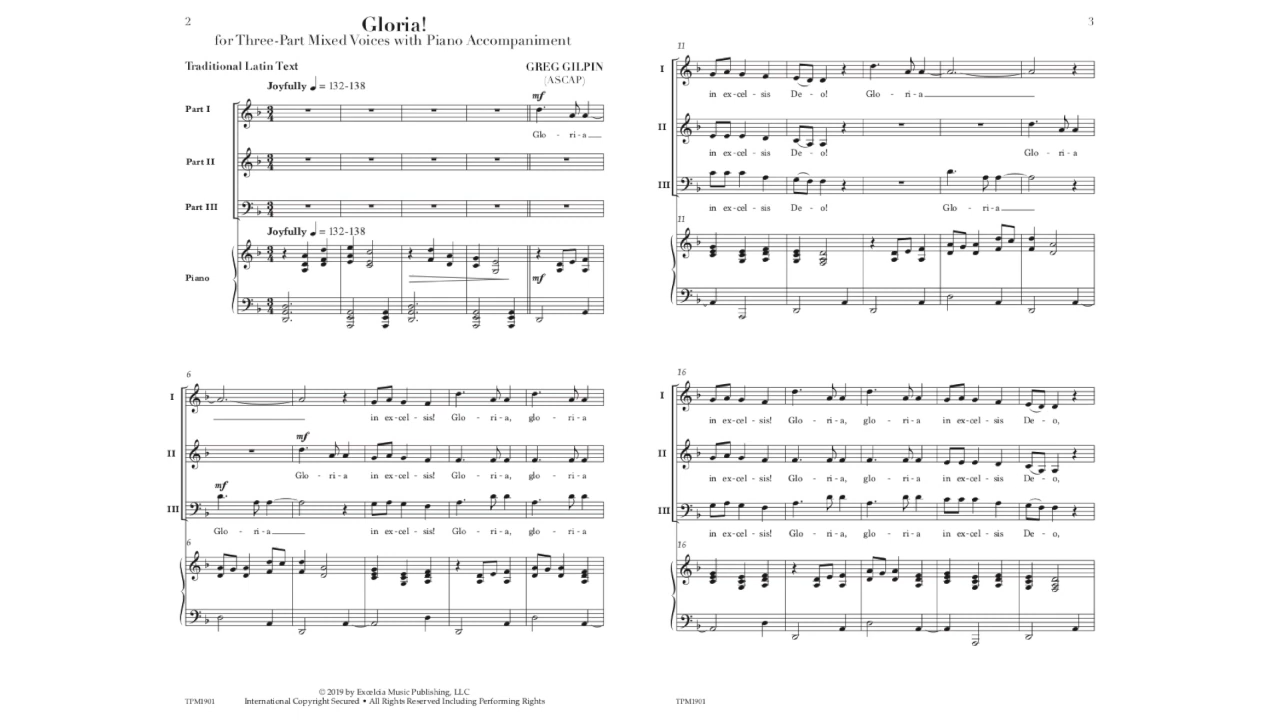 2
Gloria!
for Three-Part Mixed Voices with Piano Accompaniment
Traditional Latin Text
GREG GILPIN
(ASCAP)
Joyfully ♩ = 132-138
mf
Part I
Glo - ri - a
Part II
Part III
Joyfully ♩ = 132-138
Piano
mf
6
I
in ex - cel - sis! Glo - ri - a, glo - ri - a
mf
II
Glo - ri - a in ex - cel - sis! Glo - ri - a, glo - ri - a
mf
III
Glo - ri - a in ex - cel - sis! Glo - ri - a, glo - ri - a
6
© 2019 by Excelcia Music Publishing, LLC
TPM1901 International Copyright Secured • All Rights Reserved Including Performing Rights
3
11
I
in ex - cel - sis De - o! Glo - ri - a
II
in ex - cel - sis De - o! Glo - ri - a
III
in ex - cel - sis De - o! Glo - ri - a
11
16
I
in ex - cel - sis! Glo - ri - a, glo - ri - a in ex - cel - sis De - o,
II
in ex - cel - sis! Glo - ri - a, glo - ri - a in ex - cel - sis De - o,
III
in ex - cel - sis! Glo - ri - a, glo - ri - a in ex - cel - sis De - o,
16
TPM1901